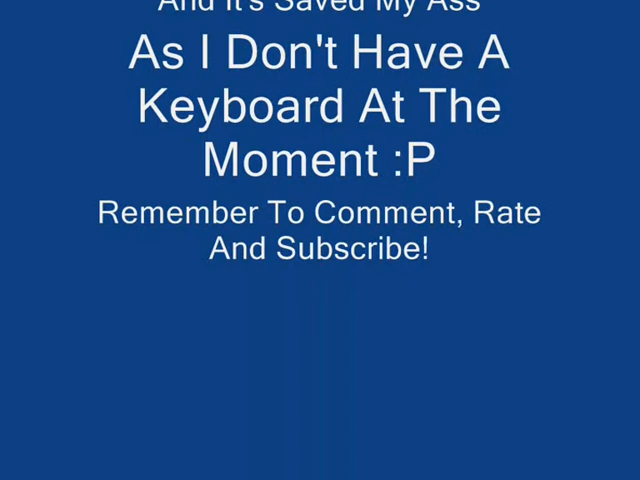 And It's Saved My Ass
As I Don't Have A
Keyboard At The
Moment :P
Remember To Comment, Rate
And Subscribe!